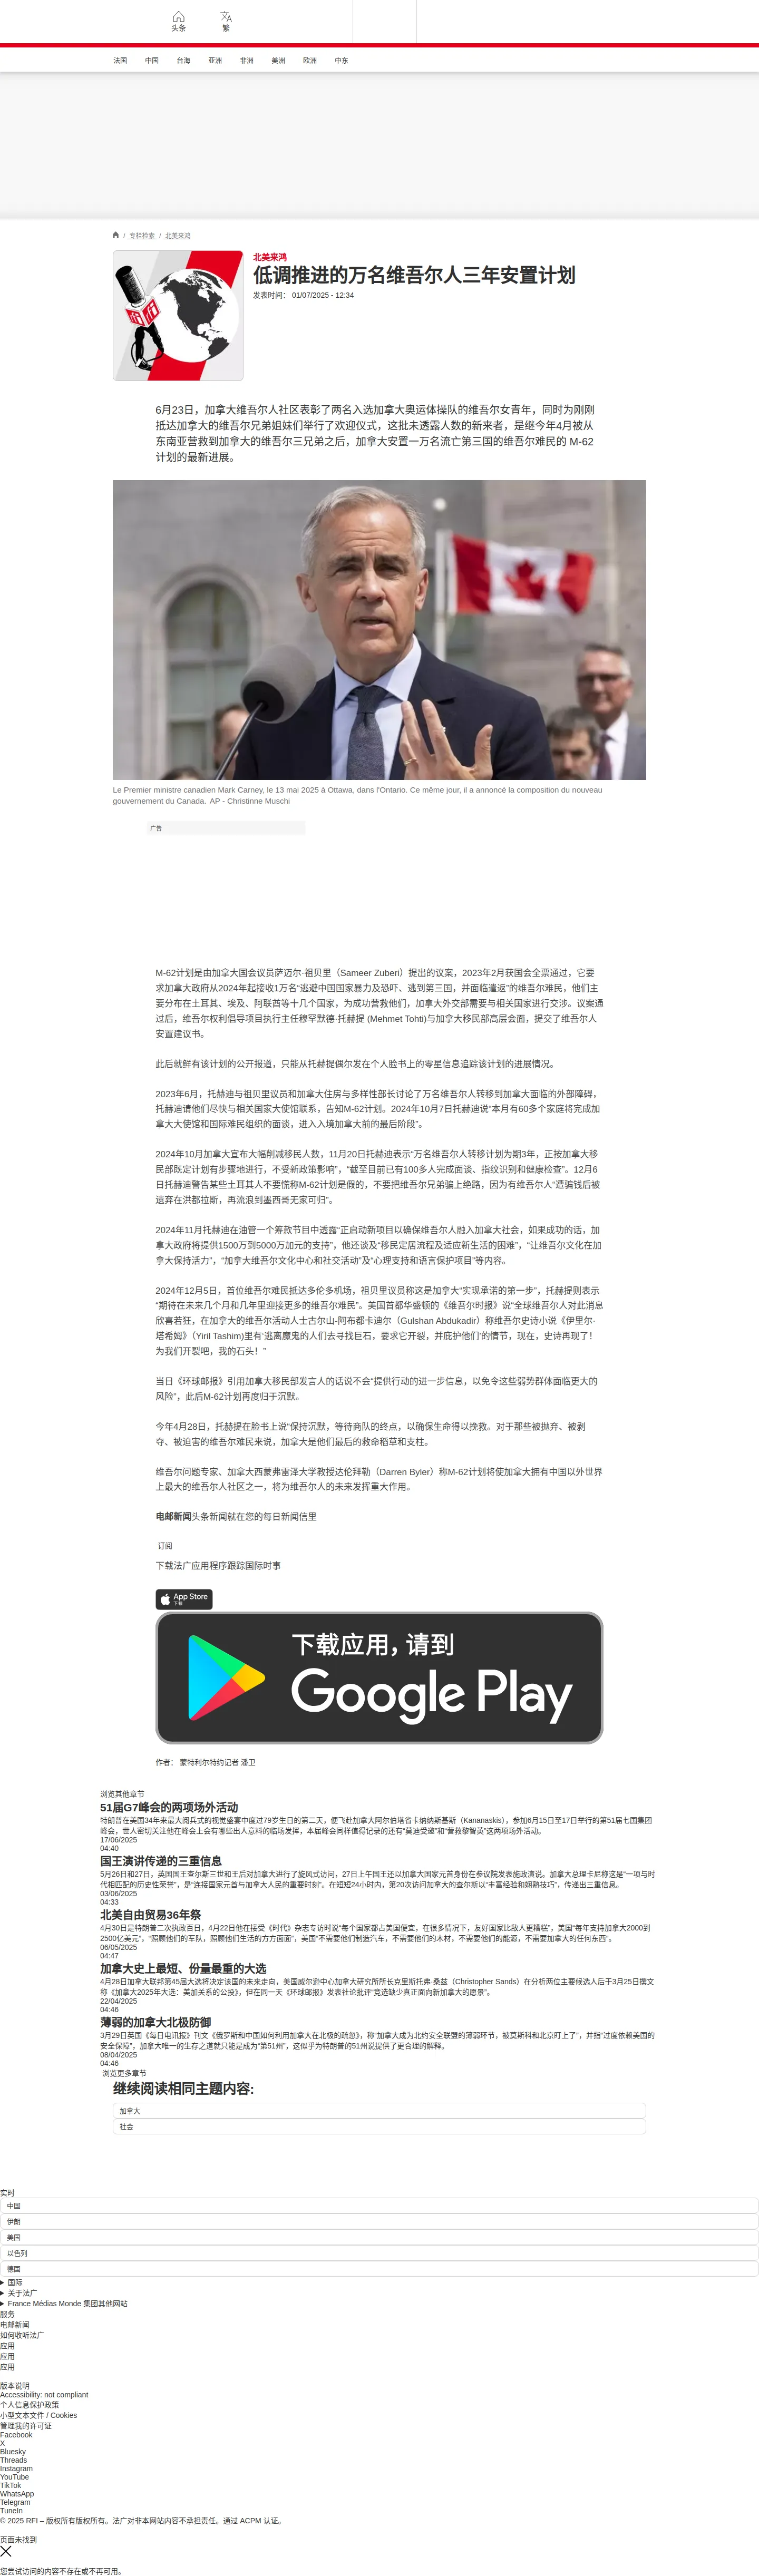 头条
繁
法国 中国 台海 亚洲 非洲 美洲 欧洲 中东
/ 专栏检索 / 北美来鸿
rfi
北美来鸿
低调推进的万名维吾尔人三年安置计划
发表时间： 01/07/2025 - 12:34
6月23日，加拿大维吾尔人社区表彰了两名入选加拿大奥运体操队的维吾尔女青年，同时为刚刚
抵达加拿大的维吾尔兄弟姐妹们举行了欢迎仪式，这批未透露人数的新来者，是继今年4月被从
东南亚营救到加拿大的维吾尔三兄弟之后，加拿大安置一万名流亡第三国的维吾尔难民的 M-62
计划的最新进展。
Le Premier ministre canadien Mark Carney, le 13 mai 2025 à Ottawa, dans l'Ontario. Ce même jour, il a annoncé la composition du nouveau
gouvernement du Canada. AP - Christinne Muschi
广告
M-62计划是由加拿大国会议员萨迈尔·祖贝里（Sameer Zuberi）提出的议案，2023年2月获国会全票通过，它要
求加拿大政府从2024年起接收1万名“逃避中国国家暴力及恐吓、逃到第三国，并面临遣返”的维吾尔难民，他们主
要分布在土耳其、埃及、阿联酋等十几个国家，为成功营救他们，加拿大外交部需要与相关国家进行交涉。议案通
过后，维吾尔权利倡导项目执行主任穆罕默德·托赫提 (Mehmet Tohti)与加拿大移民部高层会面，提交了维吾尔人
安置建议书。
此后就鲜有该计划的公开报道，只能从托赫提偶尔发在个人脸书上的零星信息追踪该计划的进展情况。
2023年6月，托赫迪与祖贝里议员和加拿大住房与多样性部长讨论了万名维吾尔人转移到加拿大面临的外部障碍，
托赫迪请他们尽快与相关国家大使馆联系，告知M-62计划。2024年10月7日托赫迪说“本月有60多个家庭将完成加
拿大大使馆和国际难民组织的面谈，进入入境加拿大前的最后阶段”。
2024年10月加拿大宣布大幅削减移民人数，11月20日托赫迪表示“万名维吾尔人转移计划为期3年，正按加拿大移
民部既定计划有步骤地进行，不受新政策影响”，“截至目前已有100多人完成面谈、指纹识别和健康检查”。12月6
日托赫迪警告某些土耳其人不要慌称M-62计划是假的，不要把维吾尔兄弟骗上绝路，因为有维吾尔人“遭骗钱后被
遗弃在洪都拉斯，再流浪到墨西哥无家可归”。
2024年11月托赫迪在油管一个筹款节目中透露“正启动新项目以确保维吾尔人融入加拿大社会，如果成功的话，加
拿大政府将提供1500万到5000万加元的支持”，他还谈及“移民定居流程及适应新生活的困难”，“让维吾尔文化在加
拿大保持活力”，“加拿大维吾尔文化中心和社交活动”及“心理支持和语言保护项目”等内容。
2024年12月5日，首位维吾尔难民抵达多伦多机场，祖贝里议员称这是加拿大“实现承诺的第一步”，托赫提则表示
“期待在未来几个月和几年里迎接更多的维吾尔难民”。美国首都华盛顿的《维吾尔时报》说“全球维吾尔人对此消息
欣喜若狂，在加拿大的维吾尔活动人士古尔山·阿布都卡迪尔（Gulshan Abdukadir）称维吾尔史诗小说《伊里尔·
塔希姆》（Yiril Tashim)里有‘逃离魔鬼的人们去寻找巨石，要求它开裂，并庇护他们’的情节，现在，史诗再现了！
为我们开裂吧，我的石头！”
当日《环球邮报》引用加拿大移民部发言人的话说不会“提供行动的进一步信息，以免令这些弱势群体面临更大的
风险”，此后M-62计划再度归于沉默。
今年4月28日，托赫提在脸书上说“保持沉默，等待商队的终点，以确保生命得以挽救。对于那些被抛弃、被剥
夺、被迫害的维吾尔难民来说，加拿大是他们最后的救命稻草和支柱。
维吾尔问题专家、加拿大西蒙弗雷泽大学教授达伦拜勒（Darren Byler）称M-62计划将使加拿大拥有中国以外世界
上最大的维吾尔人社区之一，将为维吾尔人的未来发挥重大作用。
电邮新闻头条新闻就在您的每日新闻信里
订阅
下载法广应用程序跟踪国际时事
App Store
下载
下载应用，请到
Google Play
作者： 蒙特利尔特约记者 潘卫
浏览其他章节
51届G7峰会的两项场外活动
特朗普在美国34年来最大阅兵式的视觉盛宴中度过79岁生日的第二天，便飞赴加拿大阿尔伯塔省卡纳纳斯基斯（Kananaskis），参加6月15日至17日举行的第51届七国集团
峰会，世人密切关注他在峰会上会有哪些出人意料的临场发挥，本届峰会同样值得记录的还有“莫迪受邀”和“营救黎智英”这两项场外活动。
17/06/2025
04:40
国王演讲传递的三重信息
5月26日和27日，英国国王查尔斯三世和王后对加拿大进行了旋风式访问，27日上午国王还以加拿大国家元首身份在参议院发表施政演说。加拿大总理卡尼称这是“一项与时
代相匹配的历史性荣誉”，是“连接国家元首与加拿大人民的重要时刻”。在短短24小时内，第20次访问加拿大的查尔斯以“丰富经验和娴熟技巧”，传递出三重信息。
03/06/2025
04:33
北美自由贸易36年祭
4月30日是特朗普二次执政百日，4月22日他在接受《时代》杂志专访时说“每个国家都占美国便宜，在很多情况下，友好国家比敌人更糟糕”，美国“每年支持加拿大2000到
2500亿美元”，“照顾他们的军队，照顾他们生活的方方面面”，美国“不需要他们制造汽车，不需要他们的木材，不需要他们的能源，不需要加拿大的任何东西”。
06/05/2025
04:47
加拿大史上最短、份量最重的大选
4月28日加拿大联邦第45届大选将决定该国的未来走向，美国威尔逊中心加拿大研究所所长克里斯托弗·桑兹（Christopher Sands）在分析两位主要候选人后于3月25日撰文
称《加拿大2025年大选：美加关系的公投》，但在同一天《环球邮报》发表社论批评“竞选缺少真正面向新加拿大的愿景”。
22/04/2025
04:46
薄弱的加拿大北极防御
3月29日英国《每日电讯报》刊文《俄罗斯和中国如何利用加拿大在北极的疏忽》，称“加拿大成为北约安全联盟的薄弱环节，被莫斯科和北京盯上了”，并指“过度依赖美国的
安全保障”，加拿大唯一的生存之道就只能是成为“第51州”，这似乎为特朗普的51州说提供了更合理的解释。
08/04/2025
04:46
浏览更多章节
继续阅读相同主题内容:
加拿大
社会
实时
中国
伊朗
美国
以色列
德国
国际
关于法广
France Médias Monde 集团其他网站
服务
电邮新闻
如何收听法广
应用
应用
应用
版本说明
Accessibility: not compliant
个人信息保护政策
小型文本文件 / Cookies
管理我的许可证
Facebook
X
Bluesky
Threads
Instagram
YouTube
TikTok
WhatsApp
Telegram
TuneIn
© 2025 RFI – 版权所有版权所有。法广对非本网站内容不承担责任。通过 ACPM 认证。
页面未找到
您尝试访问的内容不存在或不再可用。